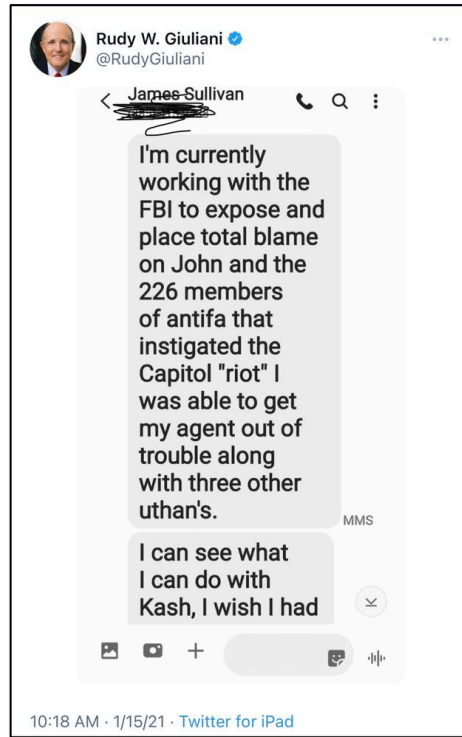 Rudy W. Giuliani
@RudyGiuliani
James Sullivan
I'm currently
working with the
FBI to expose and
place total blame
on John and the
226 members
of antifa that
instigated the
Capitol "riot" I
was able to get
my agent out of
trouble along
with three other
uthan's.
MMS
I can see what
I can do with
Kash, I wish I had
10:18 AM · 1/15/21 · Twitter for iPad